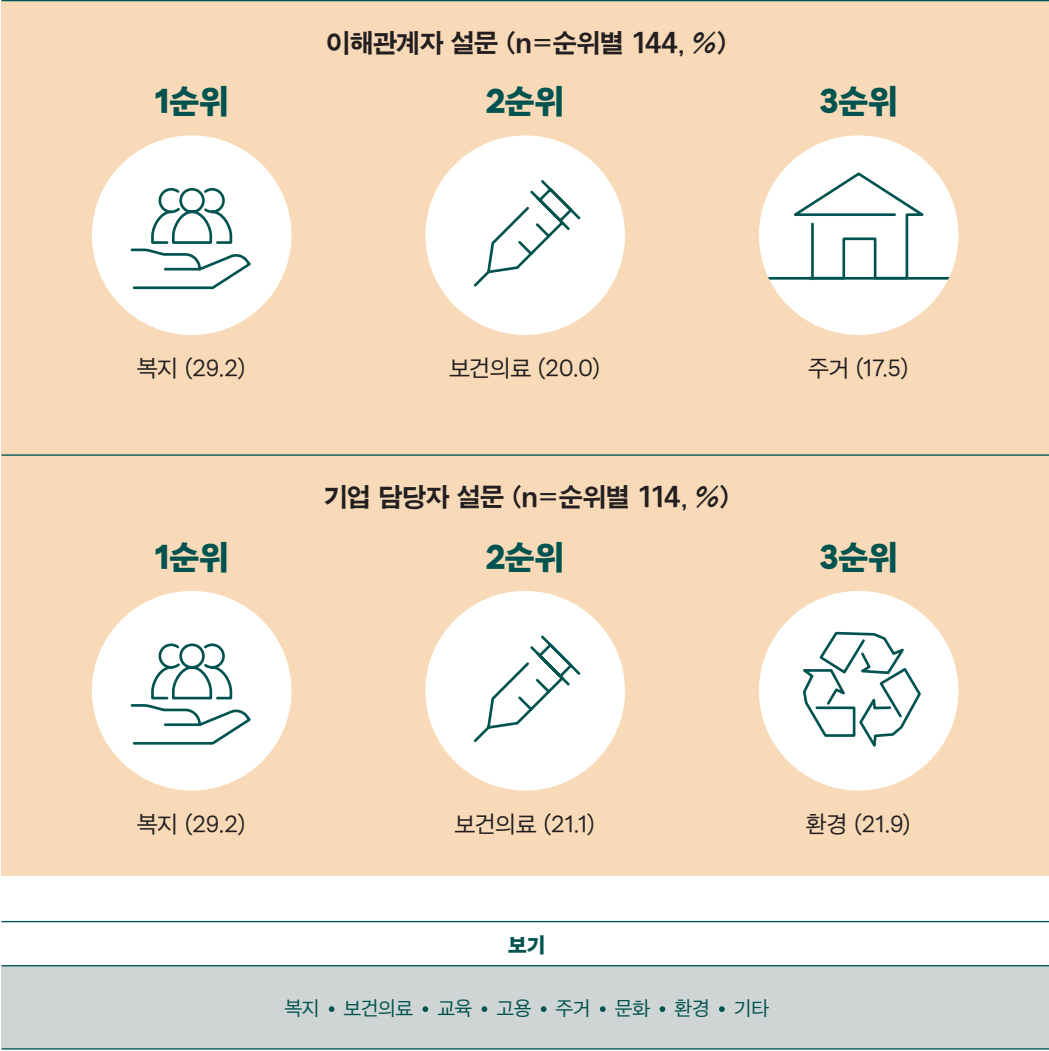 이해관계자 설문 (n=순위별 144, %)
1순위 2순위 3순위
복지 (29.2) 보건의료 (20.0) 주거 (17.5)
기업 담당자 설문 (n=순위별 114, %)
1순위 2순위 3순위
복지 (29.2) 보건의료 (21.1) 환경 (21.9)
보기
복지 • 보건의료 • 교육 • 고용 • 주거 • 문화 • 환경 • 기타